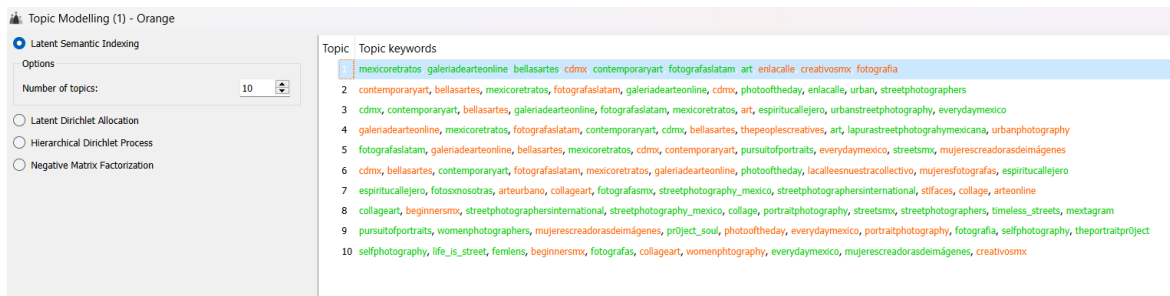 Topic Modelling (1) - Orange
Latent Semantic Indexing
Options
Number of topics: 10
Latent Dirichlet Allocation
Hierarchical Dirichlet Process
Negative Matrix Factorization
Topic Topic keywords
1 mexicoretratos galeriadearteonline bellasartes cdmx contemporaryart fotografaslatam art enlacalle creativosmx fotografia
2 contemporaryart, bellasartes, mexicoretratos, fotografaslatam, galeriadearteonline, cdmx, photooftheday, enlacalle, urban, streetphotographers
3 cdmx, contemporaryart, bellasartes, galeriadearteonline, fotografaslatam, mexicoretratos, art, espiritucallejero, urbanstreetphotography, everydaymexico
4 galeriadearteonline, mexicoretratos, fotografaslatam, contemporaryart, cdmx, bellasartes, thepeoplescreatives, art, lapurastreetphotograhymexicana, urbanphotography
5 fotografaslatam, galeriadearteonline, bellasartes, mexicoretratos, cdmx, contemporaryart, pursuitofportraits, everydaymexico, streetsmx, mujerescreadorasdeimágenes
6 cdmx, bellasartes, contemporaryart, fotografaslatam, mexicoretratos, galeriadearteonline, photooftheday, lacalleesnuestracollectivo, mujeresfotografas, espiritucallejero
7 espiritucallejero, fotosxnosotras, arteurbano, collageart, fotografasmx, streetphotography_mexico, streetphotographersinternational, stlfaces, collage, arteonline
8 collageart, beginnersmx, streetphotographersinternational, streetphotography_mexico, collage, portraitphotography, streetsmx, streetphotographers, timeless_streets, mextagram
9 pursuitofportraits, womenphotographers, mujerescreadorasdeimágenes, pr0ject_soul, photooftheday, everydaymexico, portraitphotography, fotografia, selfphotography, theportraitpr0ject
10 selfphotography, life_is_street, femlens, beginnersmx, fotografas, collageart, womenphtography, everydaymexico, mujerescreadorasdeimágenes, creativosmx